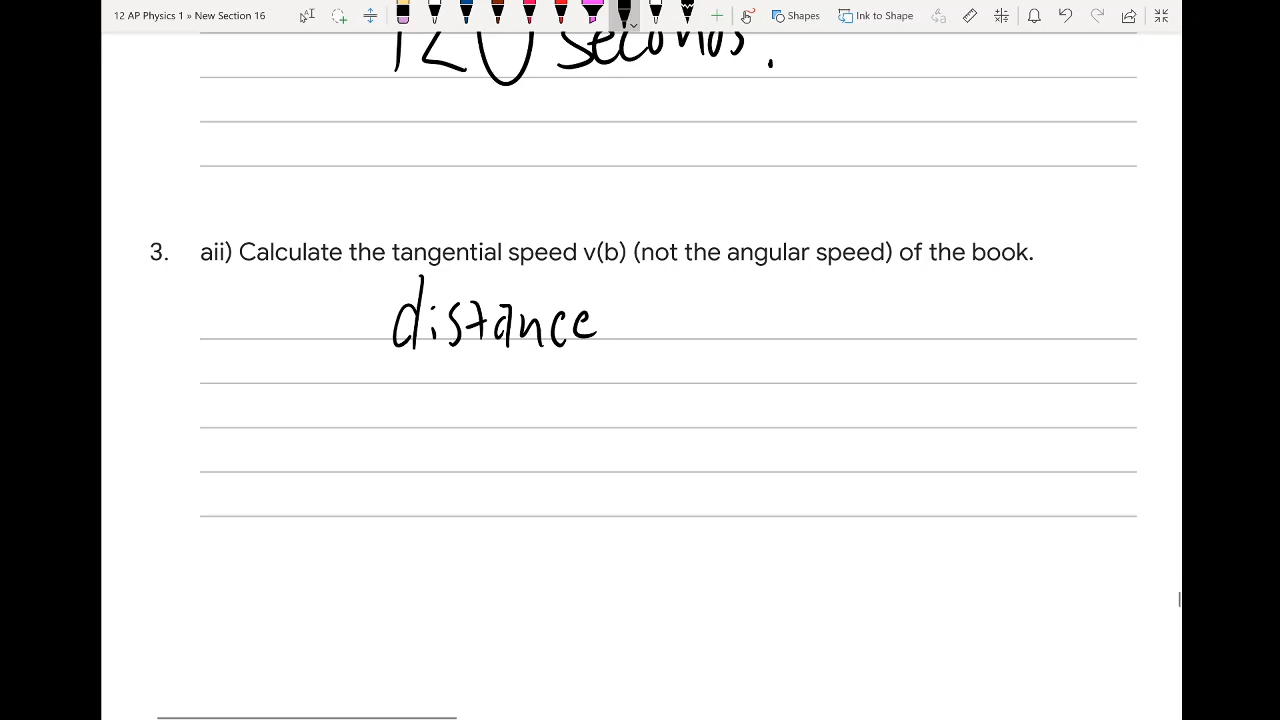 12 AP Physics 1 » New Section 16
Shapes
Ink to Shape
120 seconds.
3. aii) Calculate the tangential speed v(b) (not the angular speed) of the book.
distance